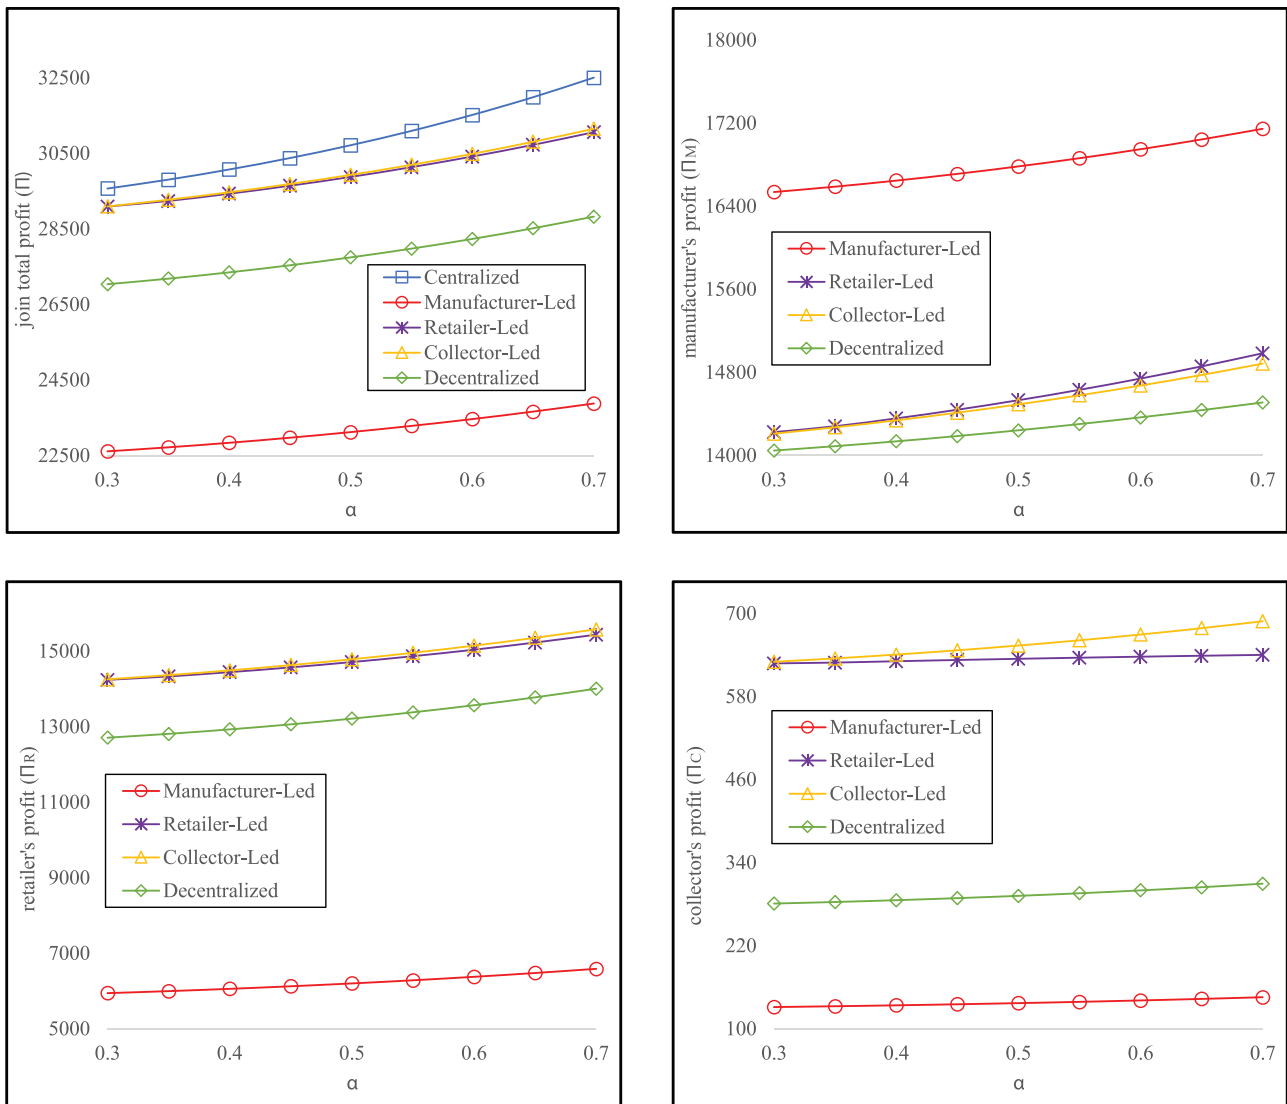 join total profit (Π)
32500
30500
28500
26500
24500
22500
0.3
0.4
0.5
0.6
0.7
α
Centralized
Manufacturer-Led
Retailer-Led
Collector-Led
Decentralized
manufacturer's profit (ΠM)
18000
17200
16400
15600
14800
14000
0.3
0.4
0.5
0.6
0.7
α
Manufacturer-Led
Retailer-Led
Collector-Led
Decentralized
retailer's profit (ΠR)
15000
13000
11000
9000
7000
5000
0.3
0.4
0.5
0.6
0.7
α
Manufacturer-Led
Retailer-Led
Collector-Led
Decentralized
collector's profit (ΠC)
700
580
460
340
220
100
0.3
0.4
0.5
0.6
0.7
α
Manufacturer-Led
Retailer-Led
Collector-Led
Decentralized